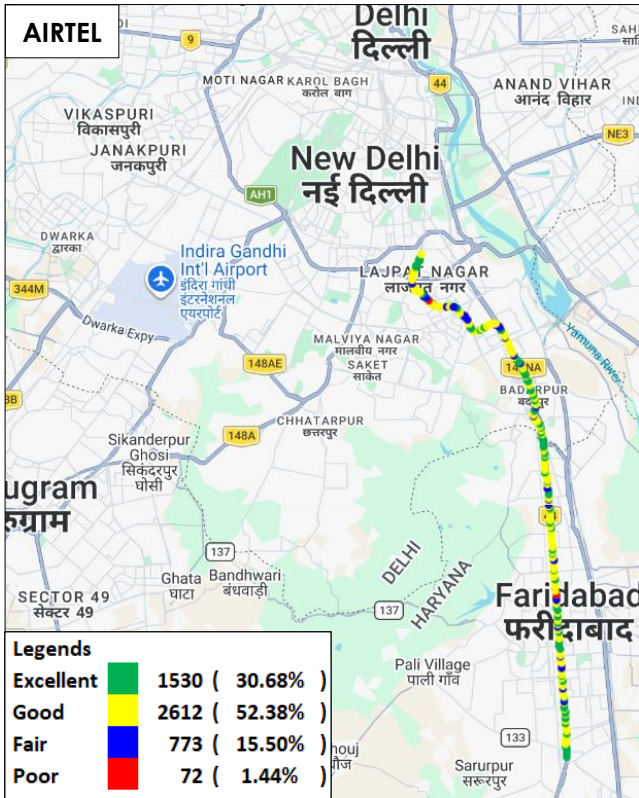 AIRTEL
Delhi
दिल्ली
9
MOTI NAGAR
KAROL BAGH
करोल बाग
44
ANAND VIHAR
आनंद विहार
VIKASPURI
विकासपुरी
JANAKPURI
जनकपुरी
NE3
New Delhi
नई दिल्ली
AH1
DWARKA
द्वारका
Indira Gandhi
Int'l Airport
इंदिरा गांधी
इंटरनेशनल
एयरपोर्ट
LAJPAT NAGAR
344M
Dwarka Expy
Yamuna River
MALVIYA NAGAR
मालवीय नगर
SAKET
साकेत
148AE
148NA
BADARPUR
CHHATARPUR
छत्तरपुर
148A
Sikanderpur
Ghosi
सिकंदरपुर
घोसी
ugram
137
DELHI
HARYANA
Ghata
घाटा
Bandhwari
बंधवाड़ी
137
SECTOR 49
सेक्टर 49
Faridabad
फरीदाबाद
Pali Village
पाली गाँव
133
Sarurpur
सरूरपुर
Legends
Excellent 1530 ( 30.68% )
Good 2612 ( 52.38% )
Fair 773 ( 15.50% )
Poor 72 ( 1.44% )